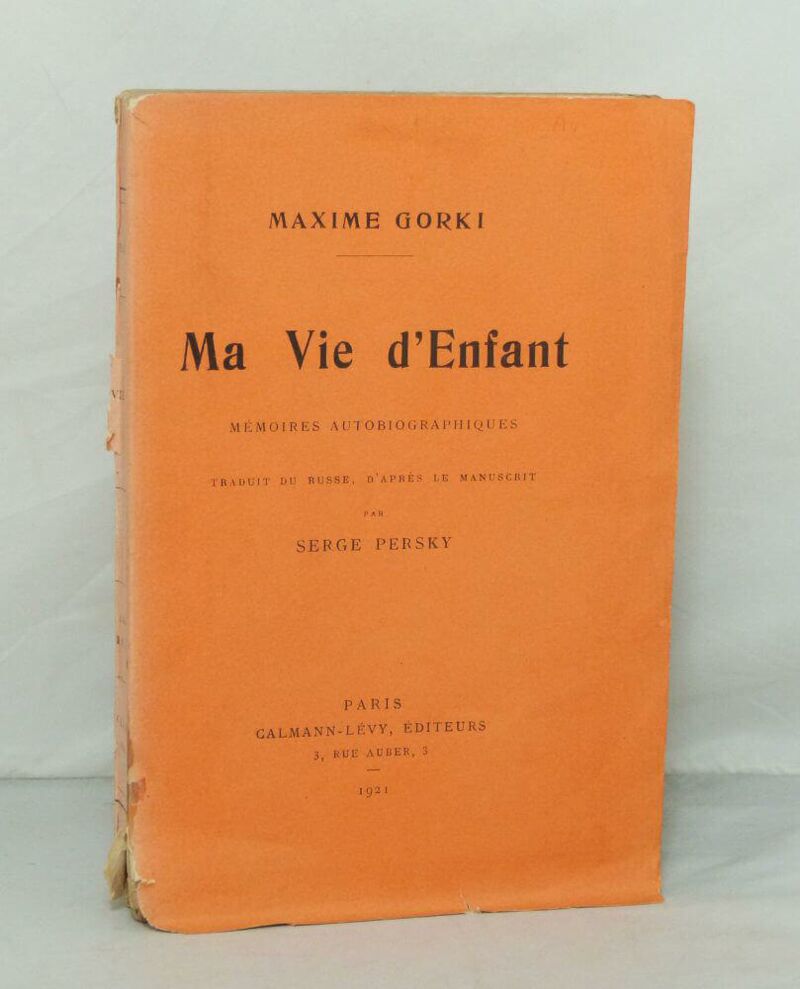 MAXIME GORKI
Ma Vie d'Enfant
MÉMOIRES AUTOBIOGRAPHIQUES
TRADUIT DU RUSSE, D'APRÈS LE MANUSCRIT
PAR
SERGE PERSKY
PARIS
CALMANN-LÉVY, ÉDITEURS
3, RUE AUBER, 3
1921